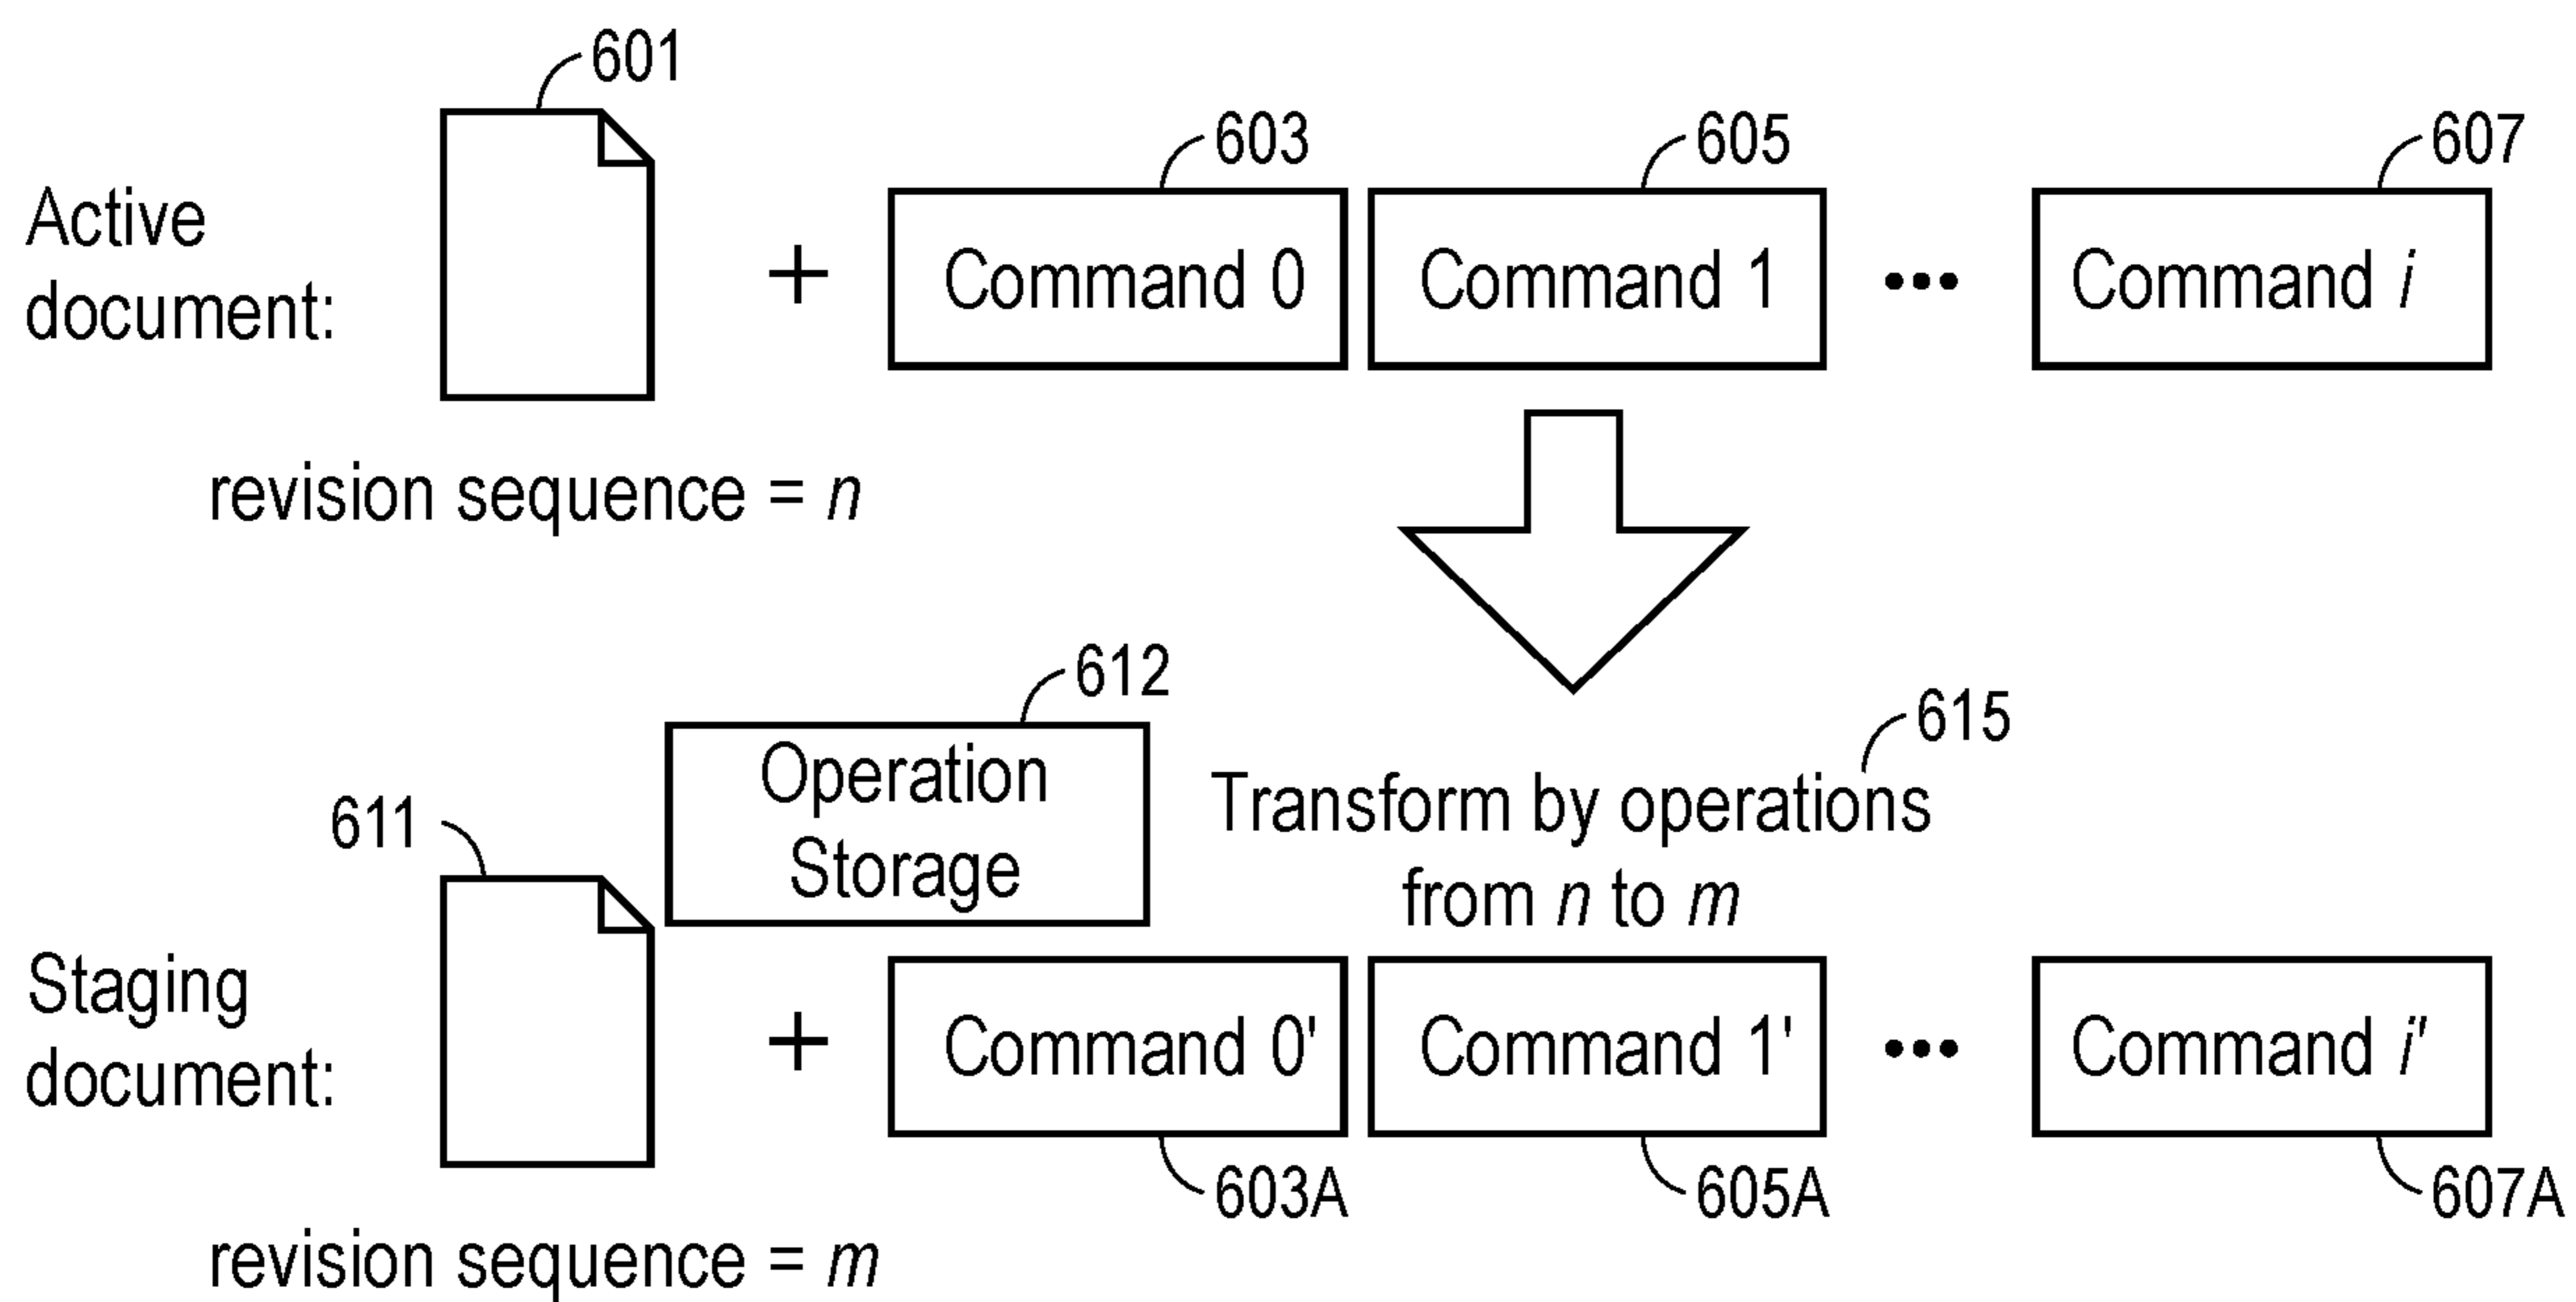 601
603
605
607
Active
document:
+
Command 0
Command 1
•••
Command i
revision sequence = n
612
615
611
Operation
Storage
Transform by operations
from n to m
Staging
document:
+
Command 0'
Command 1'
•••
Command i'
603A
605A
607A
revision sequence = m